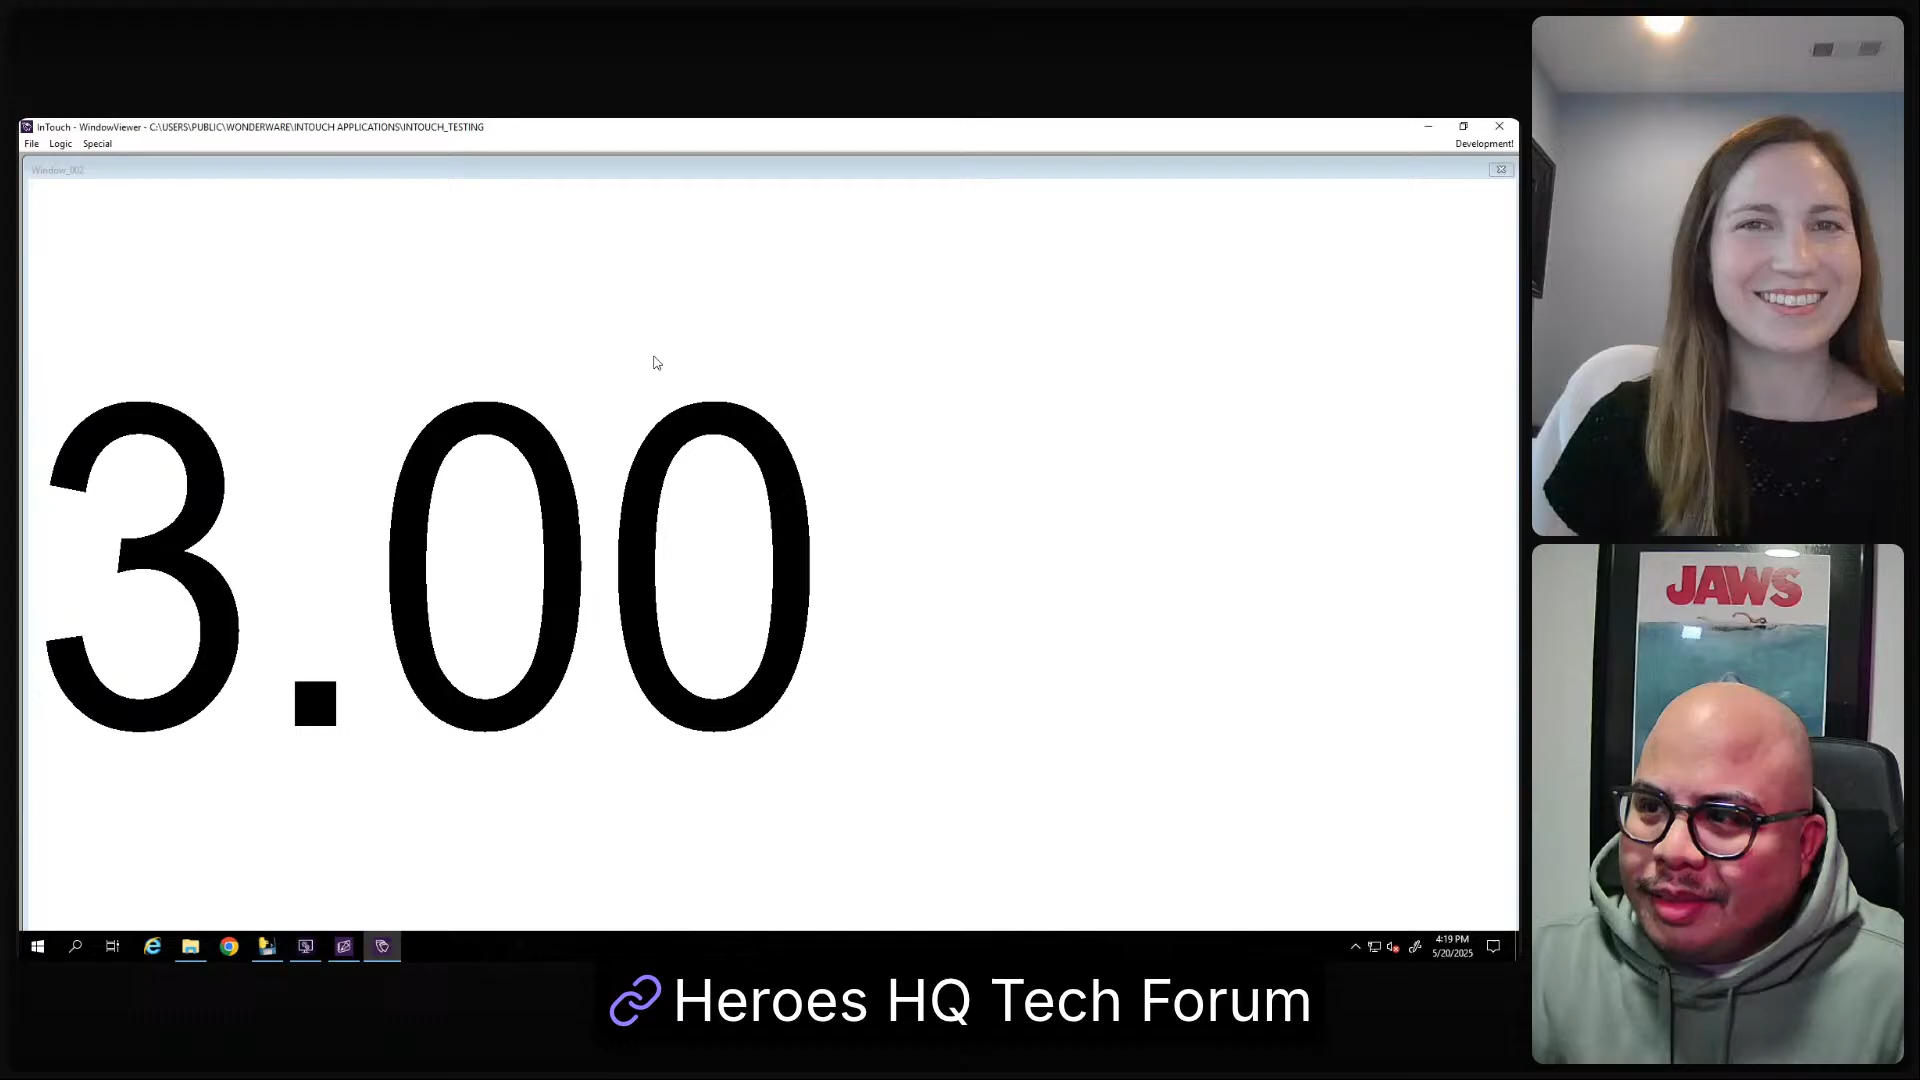 InTouch - WindowViewer - C:\USERS\PUBLIC\WONDERWARE\INTOUCH APPLICATIONS\INTOUCH_TESTING
File Logic Special
Development!
Window_002
3.00
4:19 PM
5/20/2025
Heroes HQ Tech Forum
JAWS